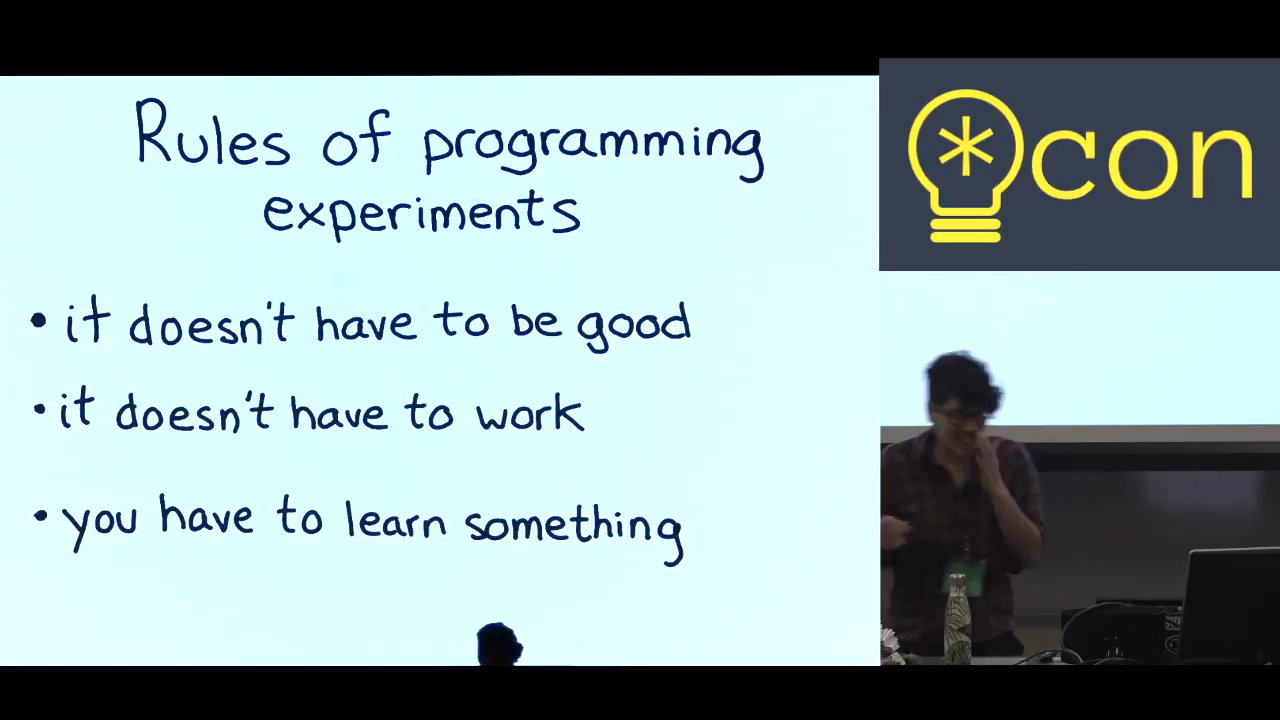 Rules of programming
experiments
• it doesn't have to be good
• it doesn't have to work
• you have to learn something
*con